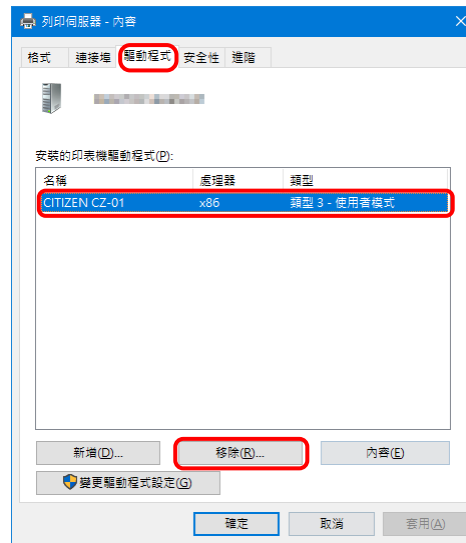 列印伺服器 - 內容
格式 連接埠 驅動程式 安全性 進階
安裝的印表機驅動程式(P):
名稱 處理器 類型
CITIZEN CZ-01 x86 類型 3 - 使用者模式
新增(D)... 移除(R)... 內容(E)
變更驅動程式設定(G)
確定 取消 套用(A)